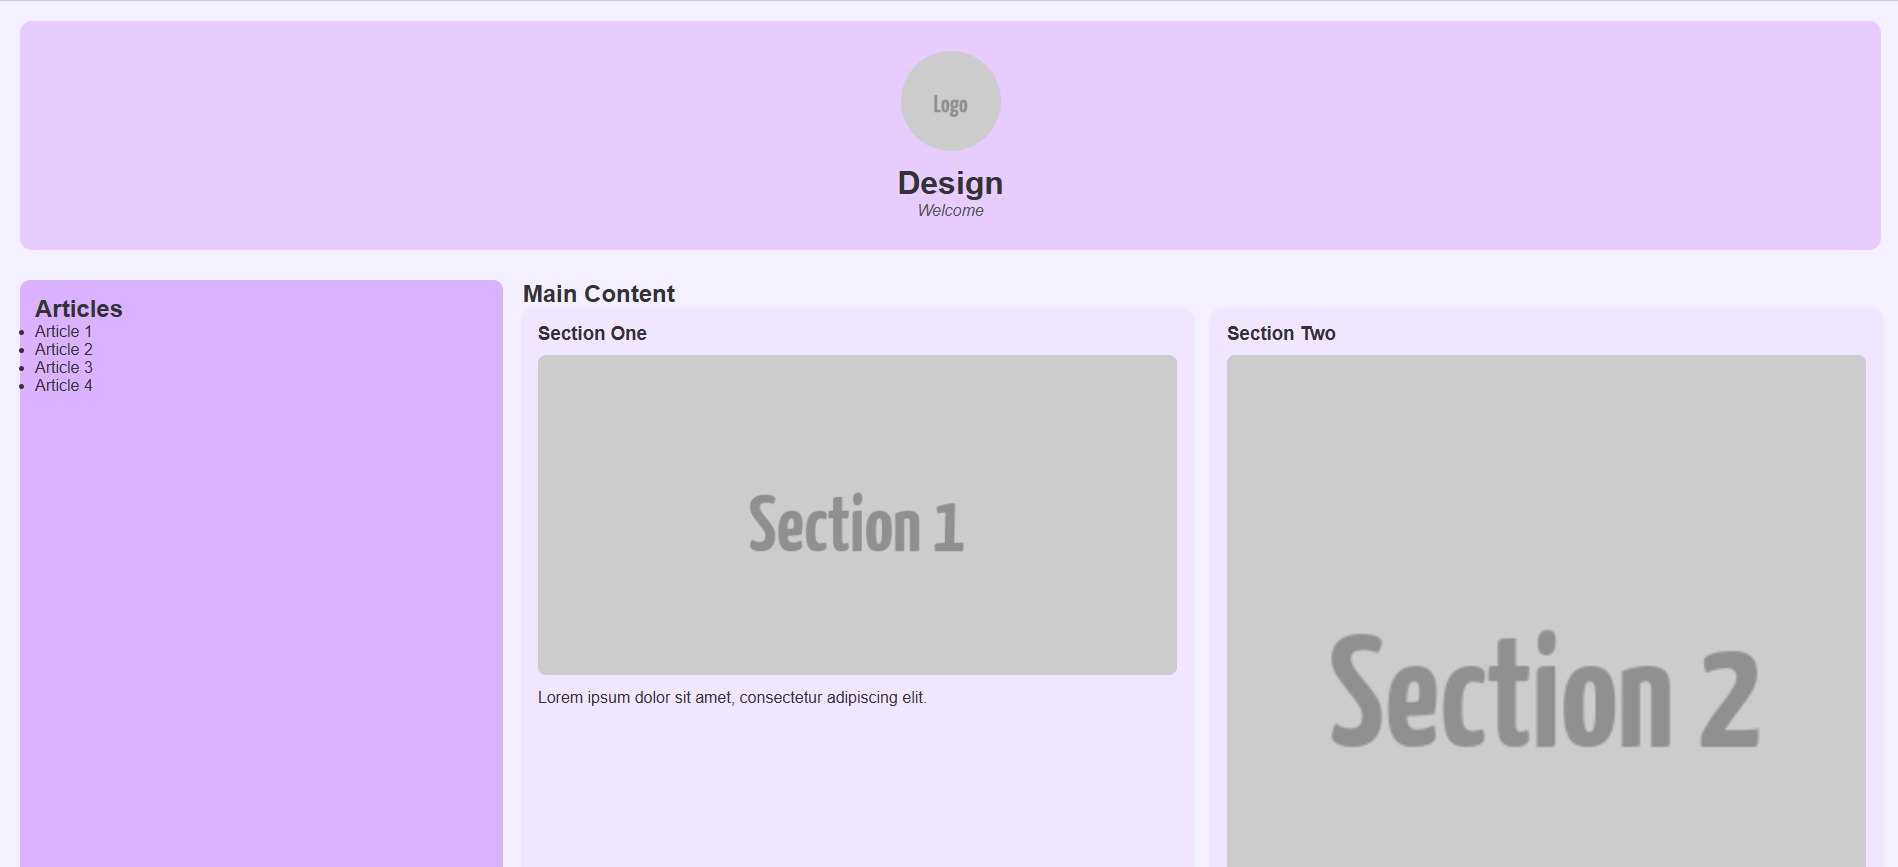 Logo
Design
Welcome
Articles
Article 1
Article 2
Article 3
Article 4
Main Content
Section One
Section 1
Lorem ipsum dolor sit amet, consectetur adipiscing elit.
Section Two
Section 2